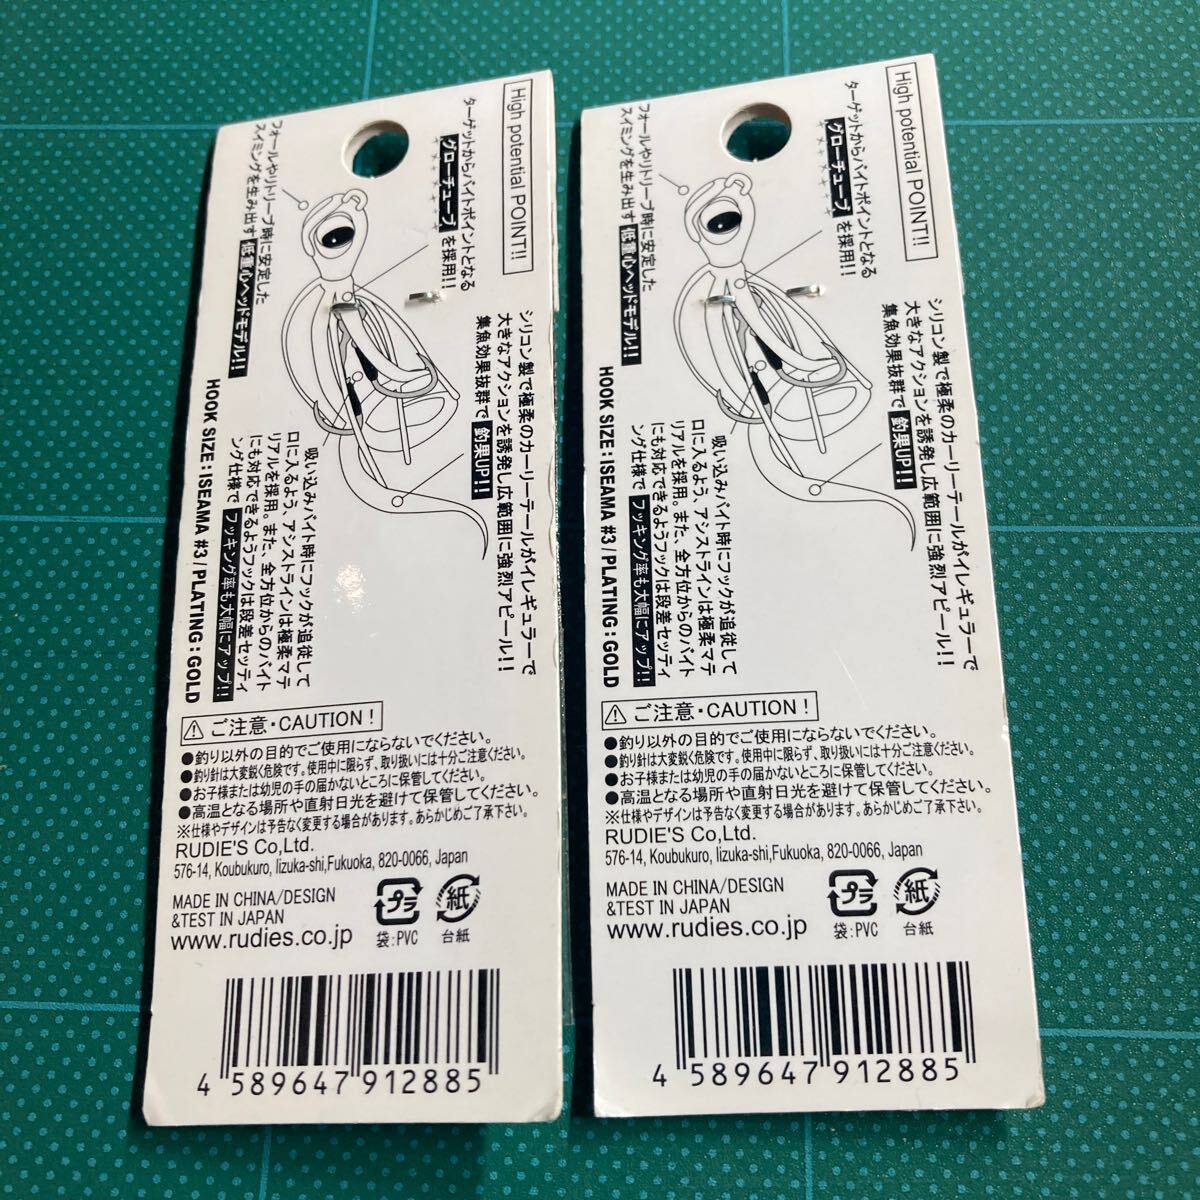 High potential POINT!!
ターゲットからバイトポイントとなる
グローチューブを採用!!
フォールやリトリーブ時に安定した
スイミングを生み出す低重心ヘッドモデル!!
シリコン製で極柔のカーリーテールがイレギュラーで
大きなアクションを誘発し広範囲に強烈アピール!!
集魚効果抜群で釣果UP!!
吸い込みバイト時にフックが追従して
口に入るよう、アシストラインは極柔マテ
リアルを採用。また、全方位からのバイト
にも対応できるようフックは段差セッティ
ング仕様でフッキング率も大幅にアップ!!
HOOK SIZE : ISEAMA #3 / PLATING : GOLD
⚠ ご注意・CAUTION!
●釣り以外の目的でご使用にならないでください。
●釣り針は大変鋭く危険です。使用中に限らず、取り扱いには十分ご注意ください。
●お子様または幼児の手の届かないところに保管してください。
●高温となる場所や直射日光を避けて保管してください。
※仕様やデザインは予告なく変更する場合があります。あらかじめご了承下さい。
RUDIE'S Co,Ltd.
576-14, Koubukuro, Iizuka-shi,Fukuoka, 820-0066, Japan
MADE IN CHINA/DESIGN
&TEST IN JAPAN
www.rudies.co.jp
プラ
袋:PVC
紙
台紙
4 589647 912885
High potential POINT!!
ターゲットからバイトポイントとなる
グローチューブを採用!!
フォールやリトリーブ時に安定した
スイミングを生み出す低重心ヘッドモデル!!
シリコン製で極柔のカーリーテールがイレギュラーで
大きなアクションを誘発し広範囲に強烈アピール!!
集魚効果抜群で釣果UP!!
吸い込みバイト時にフックが追従して
口に入るよう、アシストラインは極柔マテ
リアルを採用。また、全方位からのバイト
にも対応できるようフックは段差セッティ
ング仕様でフッキング率も大幅にアップ!!
HOOK SIZE : ISEAMA #3 / PLATING : GOLD
⚠ ご注意・CAUTION!
●釣り以外の目的でご使用にならないでください。
●釣り針は大変鋭く危険です。使用中に限らず、取り扱いには十分ご注意ください。
●お子様または幼児の手の届かないところに保管してください。
●高温となる場所や直射日光を避けて保管してください。
※仕様やデザインは予告なく変更する場合があります。あらかじめご了承下さい。
RUDIE'S Co,Ltd.
576-14, Koubukuro, Iizuka-shi,Fukuoka, 820-0066, Japan
MADE IN CHINA/DESIGN
&TEST IN JAPAN
www.rudies.co.jp
プラ
袋:PVC
紙
台紙
4 589647 912885